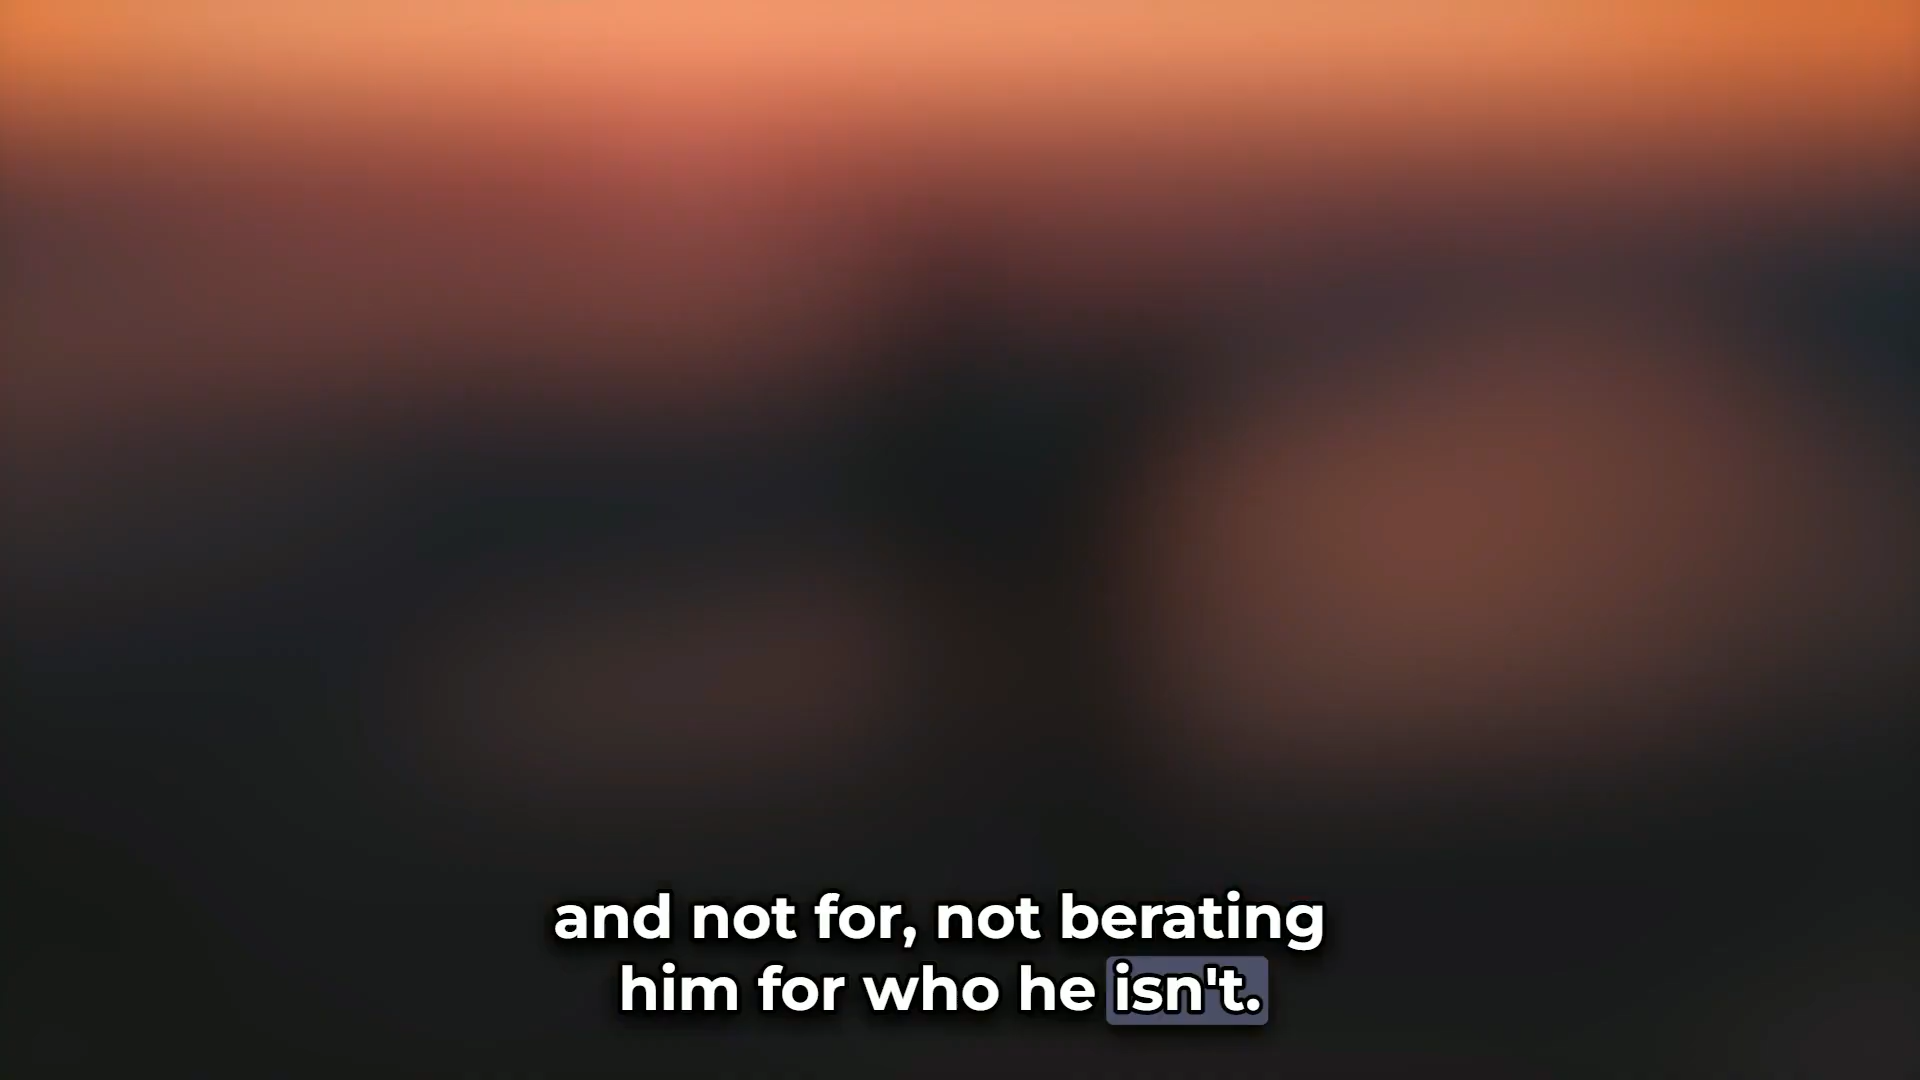 and not for, not berating
him for who he isn't.